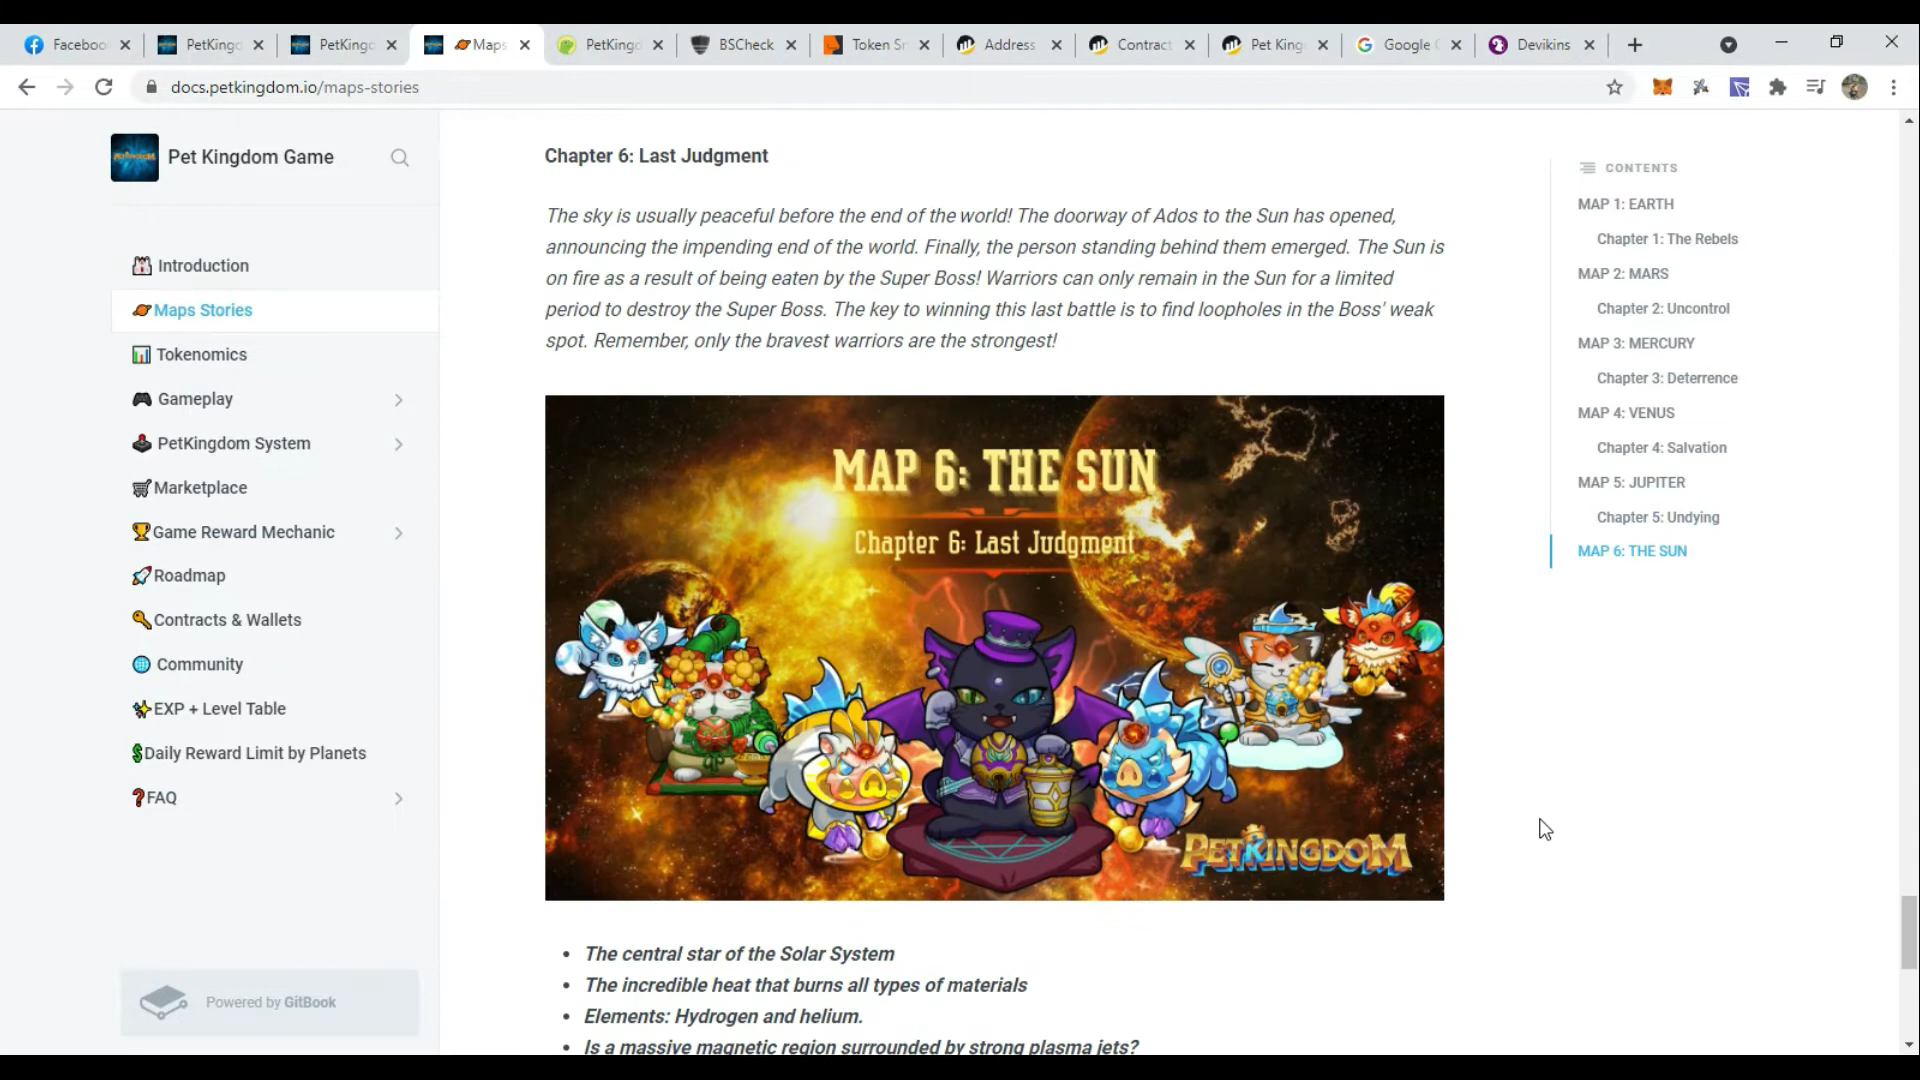 Faceboo
PetKingd
PetKingd
Maps
PetKingd
BSCheck
Token Sn
Address
Contract
Pet King
Google
Devikins
docs.petkingdom.io/maps-stories
Pet Kingdom Game
Introduction
Maps Stories
Tokenomics
Gameplay
PetKingdom System
Marketplace
Game Reward Mechanic
Roadmap
Contracts & Wallets
Community
EXP + Level Table
Daily Reward Limit by Planets
FAQ
Powered by GitBook
Chapter 6: Last Judgment
The sky is usually peaceful before the end of the world! The doorway of Ados to the Sun has opened,
announcing the impending end of the world. Finally, the person standing behind them emerged. The Sun is
on fire as a result of being eaten by the Super Boss! Warriors can only remain in the Sun for a limited
period to destroy the Super Boss. The key to winning this last battle is to find loopholes in the Boss' weak
spot. Remember, only the bravest warriors are the strongest!
MAP 6: THE SUN
Chapter 6: Last Judgment
PETKINGDOM
• The central star of the Solar System
• The incredible heat that burns all types of materials
• Elements: Hydrogen and helium.
• Is a massive magnetic region surrounded by strong plasma jets?
CONTENTS
MAP 1: EARTH
Chapter 1: The Rebels
MAP 2: MARS
Chapter 2: Uncontrol
MAP 3: MERCURY
Chapter 3: Deterrence
MAP 4: VENUS
Chapter 4: Salvation
MAP 5: JUPITER
Chapter 5: Undying
MAP 6: THE SUN